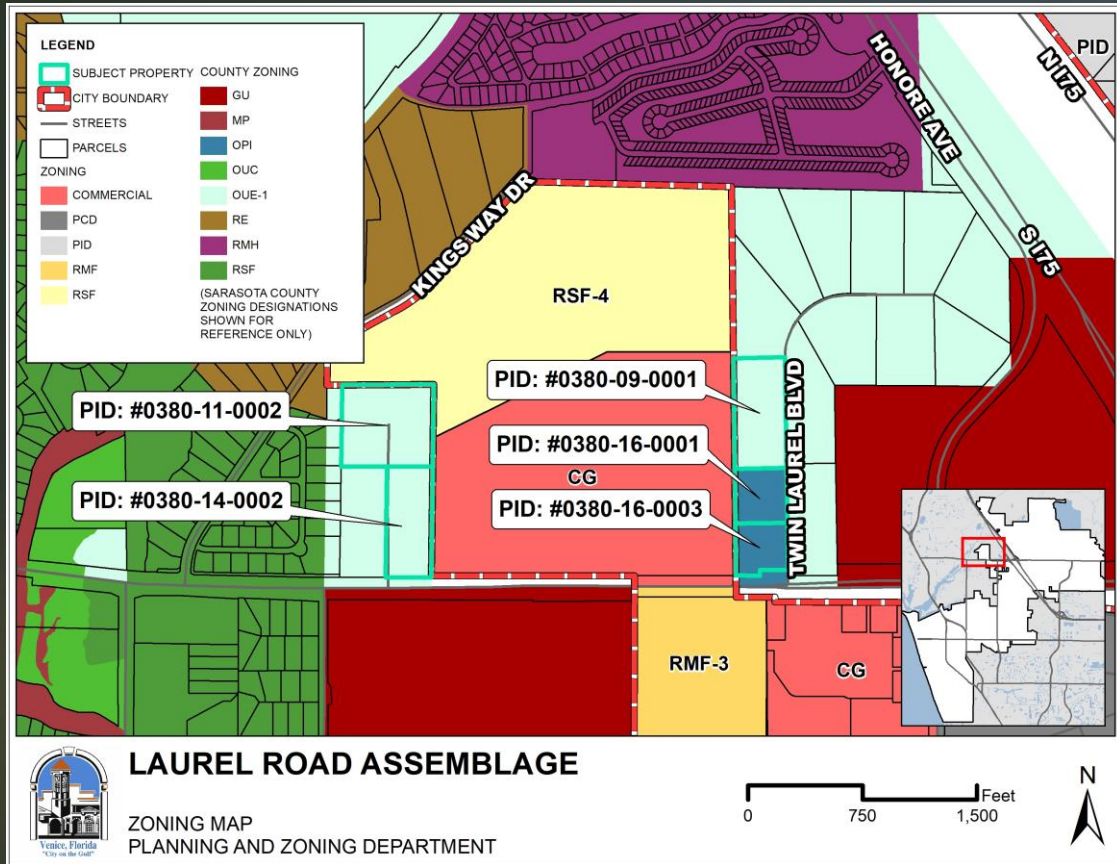 LEGEND
SUBJECT PROPERTY
CITY BOUNDARY
STREETS
PARCELS
ZONING
COMMERCIAL
PCD
PID
RMF
RSF
COUNTY ZONING
GU
MP
OPI
OUC
OUE-1
RE
RMH
RSF
(SARASOTA COUNTY
ZONING DESIGNATIONS
SHOWN FOR
REFERENCE ONLY)
PID
N I75
HONORE AVE
S I75
KINGS WAY DR
RSF-4
PID: #0380-11-0002
PID: #0380-09-0001
TWIN LAUREL BLVD
PID: #0380-16-0001
CG
PID: #0380-14-0002
PID: #0380-16-0003
RMF-3
CG
LAUREL ROAD ASSEMBLAGE
ZONING MAP
PLANNING AND ZONING DEPARTMENT
Venice, Florida
"City on the Gulf"
Feet
0 750 1,500
N